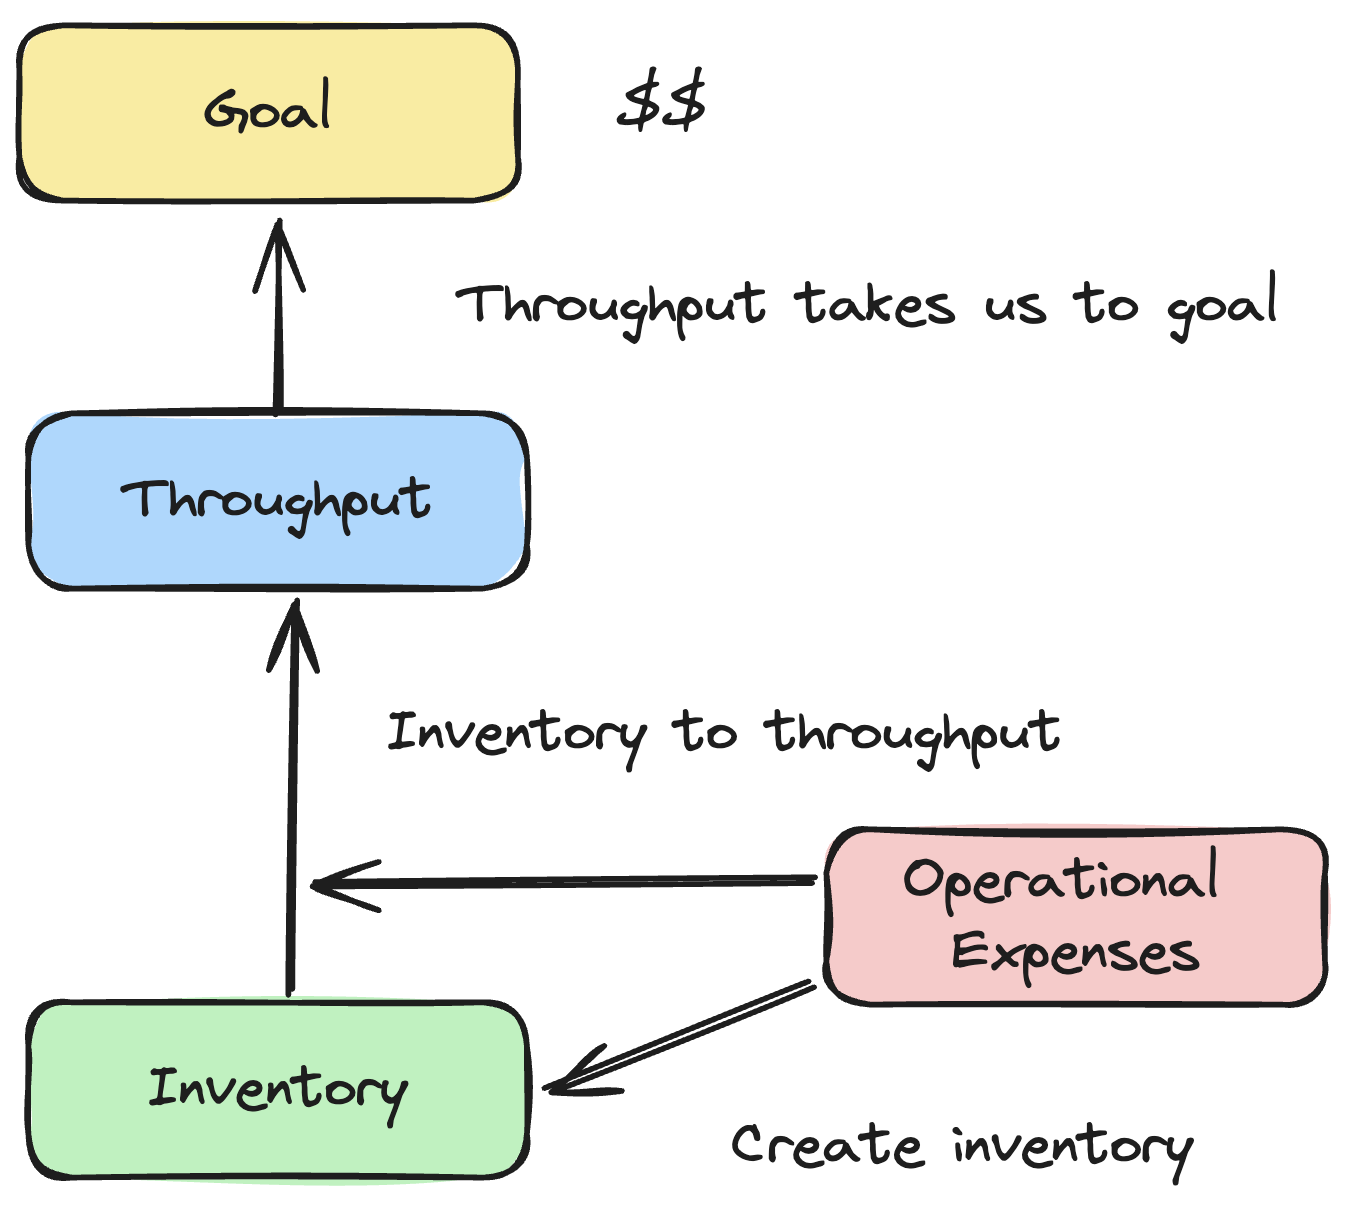 Goal
$$
Throughput takes us to goal
Throughput
Inventory to throughput
Operational
Expenses
Inventory
Create inventory